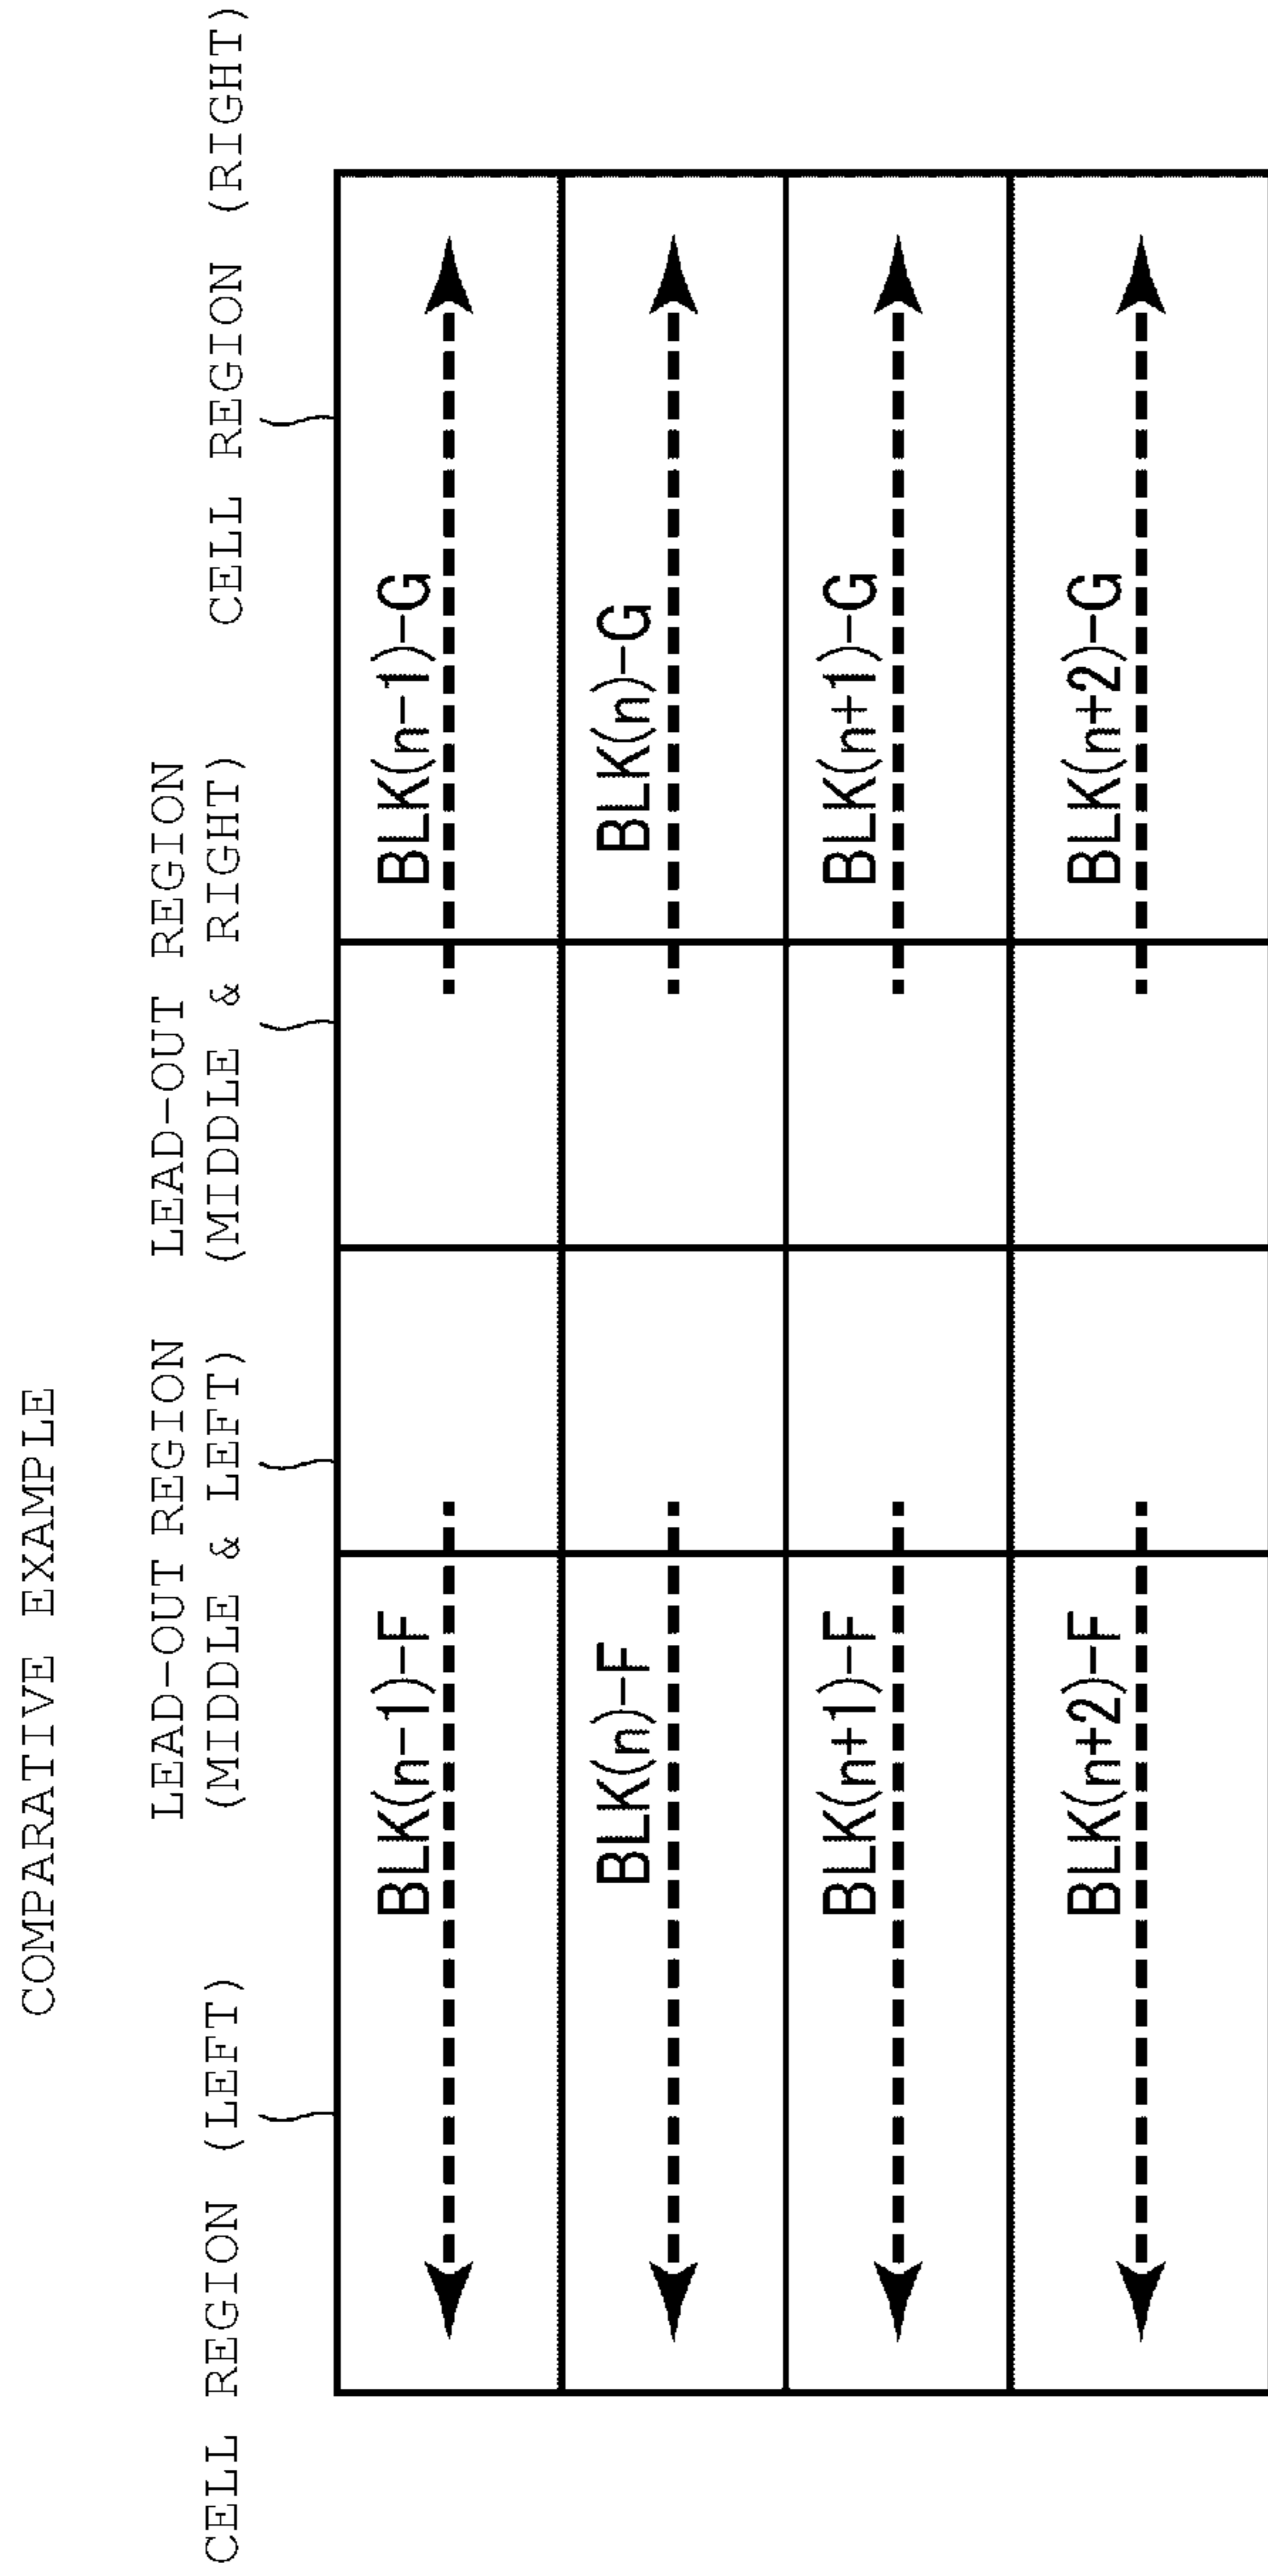 COMPARATIVE EXAMPLE
CELL REGION (LEFT)
LEAD-OUT REGION
(MIDDLE & LEFT)
LEAD-OUT REGION
(MIDDLE & RIGHT)
CELL REGION (RIGHT)
BLK(n-1)-F
BLK(n-1)-G
BLK(n)-F
BLK(n)-G
BLK(n+1)-F
BLK(n+1)-G
BLK(n+2)-F
BLK(n+2)-G